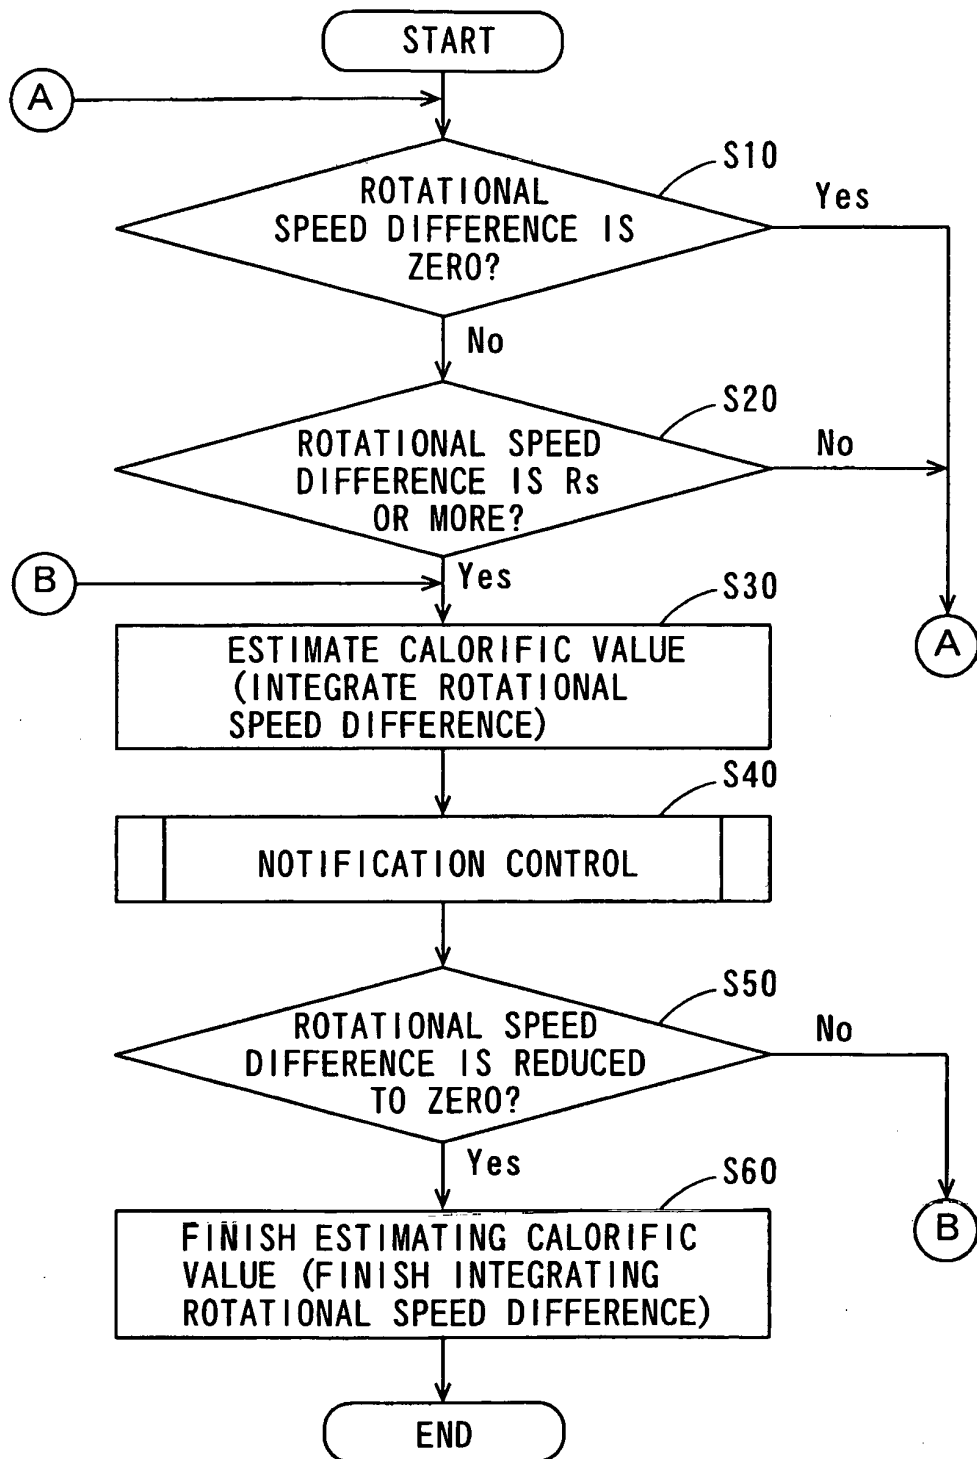 START
A
S10
ROTATIONAL
SPEED DIFFERENCE IS
ZERO?
Yes
No
S20
ROTATIONAL SPEED
DIFFERENCE IS Rs
OR MORE?
No
B
Yes
S30
ESTIMATE CALORIFIC VALUE
(INTEGRATE ROTATIONAL
SPEED DIFFERENCE)
A
S40
NOTIFICATION CONTROL
S50
ROTATIONAL SPEED
DIFFERENCE IS REDUCED
TO ZERO?
No
Yes
S60
FINISH ESTIMATING CALORIFIC
VALUE (FINISH INTEGRATING
ROTATIONAL SPEED DIFFERENCE)
B
END